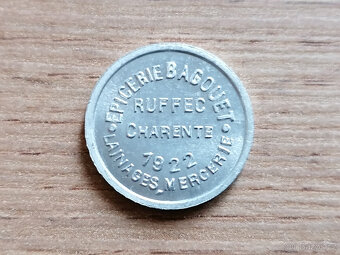 EPICERIE BAGOUET
RUFFEC
CHARENTE
1922
LAINAGES, MERCERIE